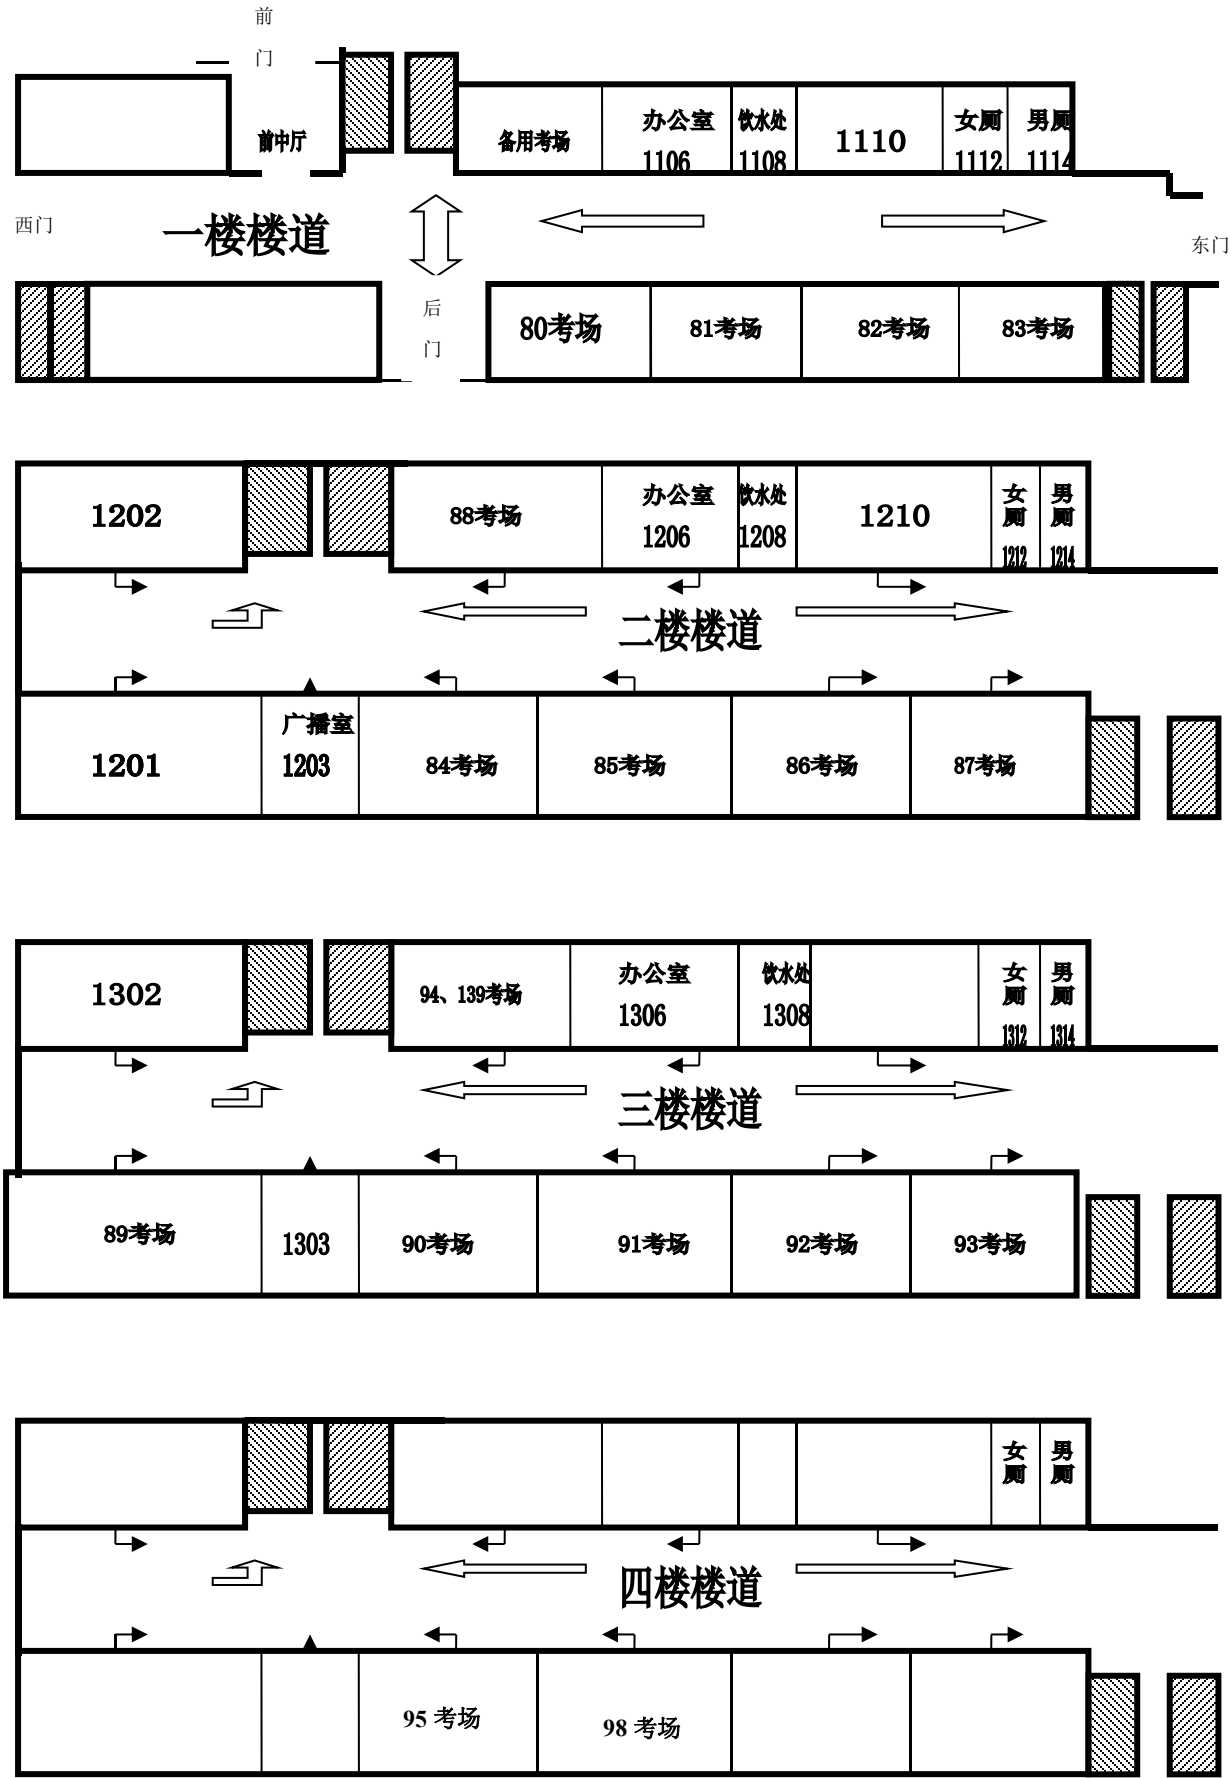 前
门
前中厅
备用考场
办公室
1106
饮水处
1108
1110
女厕
1112
男厕
1114
西门
一楼楼道
东门
后
门
80考场
81考场
82考场
83考场
1202
88考场
办公室
1206
饮水处
1208
1210
女
厕
1212
男
厕
1214
二楼楼道
1201
广播室
1203
84考场
85考场
86考场
87考场
1302
94、139考场
办公室
1306
饮水处
1308
女
厕
1312
男
厕
1314
三楼楼道
89考场
1303
90考场
91考场
92考场
93考场
女
厕
男
厕
四楼楼道
95 考场
98 考场